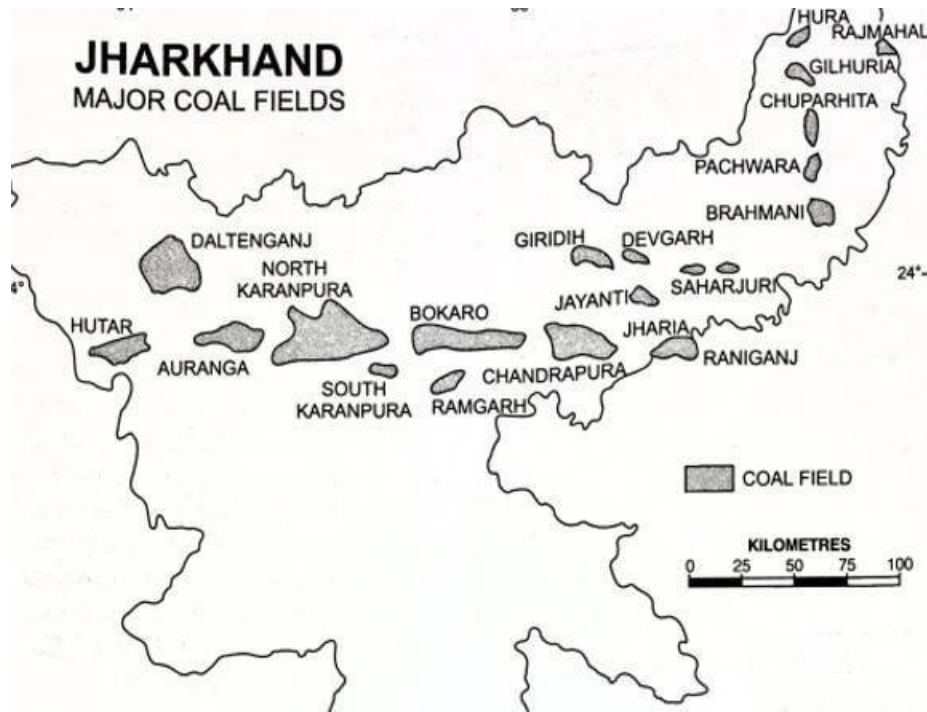 JHARKHAND
MAJOR COAL FIELDS
HURA
RAJMAHAL
GILHURIA
CHUPARHITA
PACHWARA
BRAHMANI
DALTENGANJ
GIRIDIH
DEVGARH
NORTH
KARANPURA
24°
4°
SAHARJURI
JAYANTI
HUTAR
BOKARO
JHARIA
RANIGANJ
AURANGA
CHANDRAPURA
SOUTH
KARANPURA
RAMGARH
COAL FIELD
KILOMETRES
0 25 50 75 100